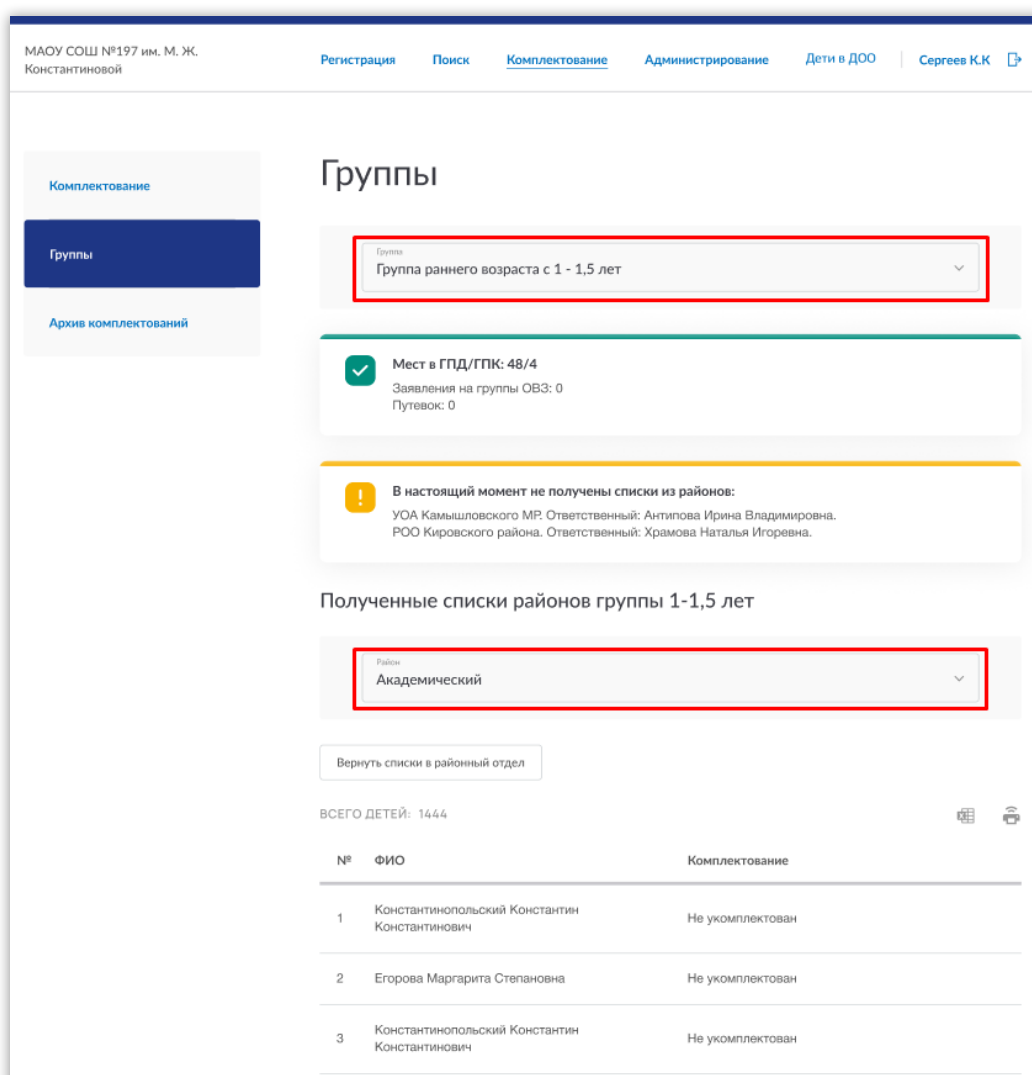 МАОУ СОШ №197 им. М. Ж.
Константиновой
Регистрация Поиск Комплектование Администрирование Дети в ДОО Сергеев К.К
Комплектование
Группы
Архив комплектований
Группы
Группа
Группа раннего возраста с 1 - 1,5 лет
Мест в ГПД/ГПК: 48/4
Заявления на группы ОВЗ: 0
Путевок: 0
В настоящий момент не получены списки из районов:
УОА Камышловского МР. Ответственный: Антипова Ирина Владимировна.
РОО Кировского района. Ответственный: Храмова Наталья Игоревна.
Полученные списки районов группы 1-1,5 лет
Район
Академический
Вернуть списки в районный отдел
ВСЕГО ДЕТЕЙ: 1444
№ ФИО Комплектование
1 Константинопольский Константин
Константинович Не укомплектован
2 Егорова Маргарита Степановна Не укомплектован
3 Константинопольский Константин
Константинович Не укомплектован